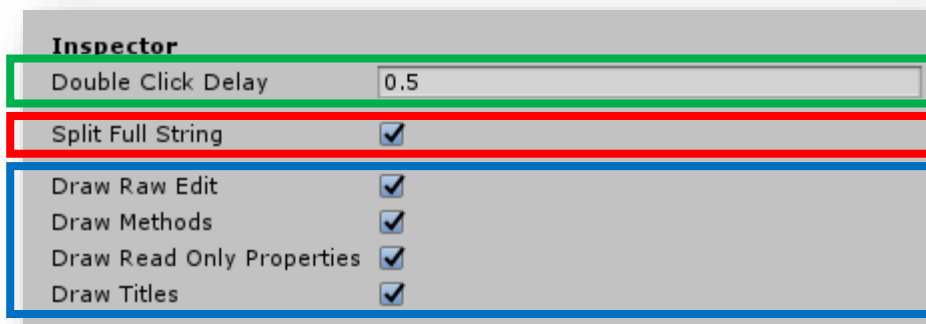 Inspector
Double Click Delay 0.5
Split Full String
Draw Raw Edit
Draw Methods
Draw Read Only Properties
Draw Titles